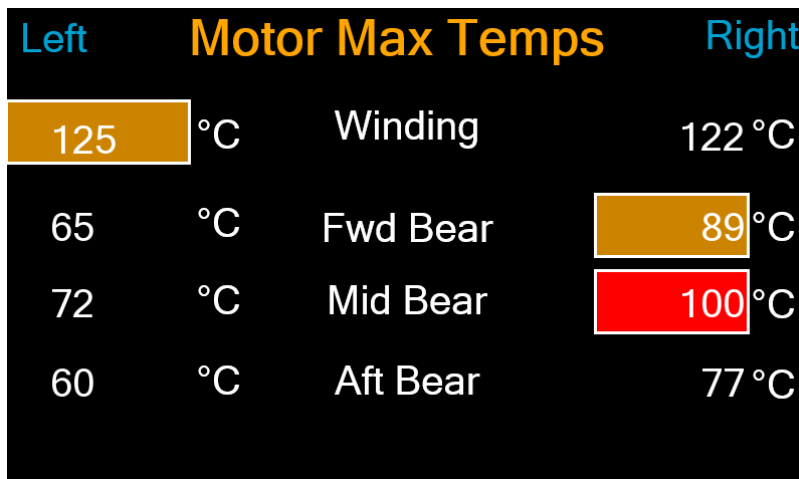 Left Motor Max Temps Right
125 °C Winding 122 °C
65 °C Fwd Bear 89 °C
72 °C Mid Bear 100 °C
60 °C Aft Bear 77 °C